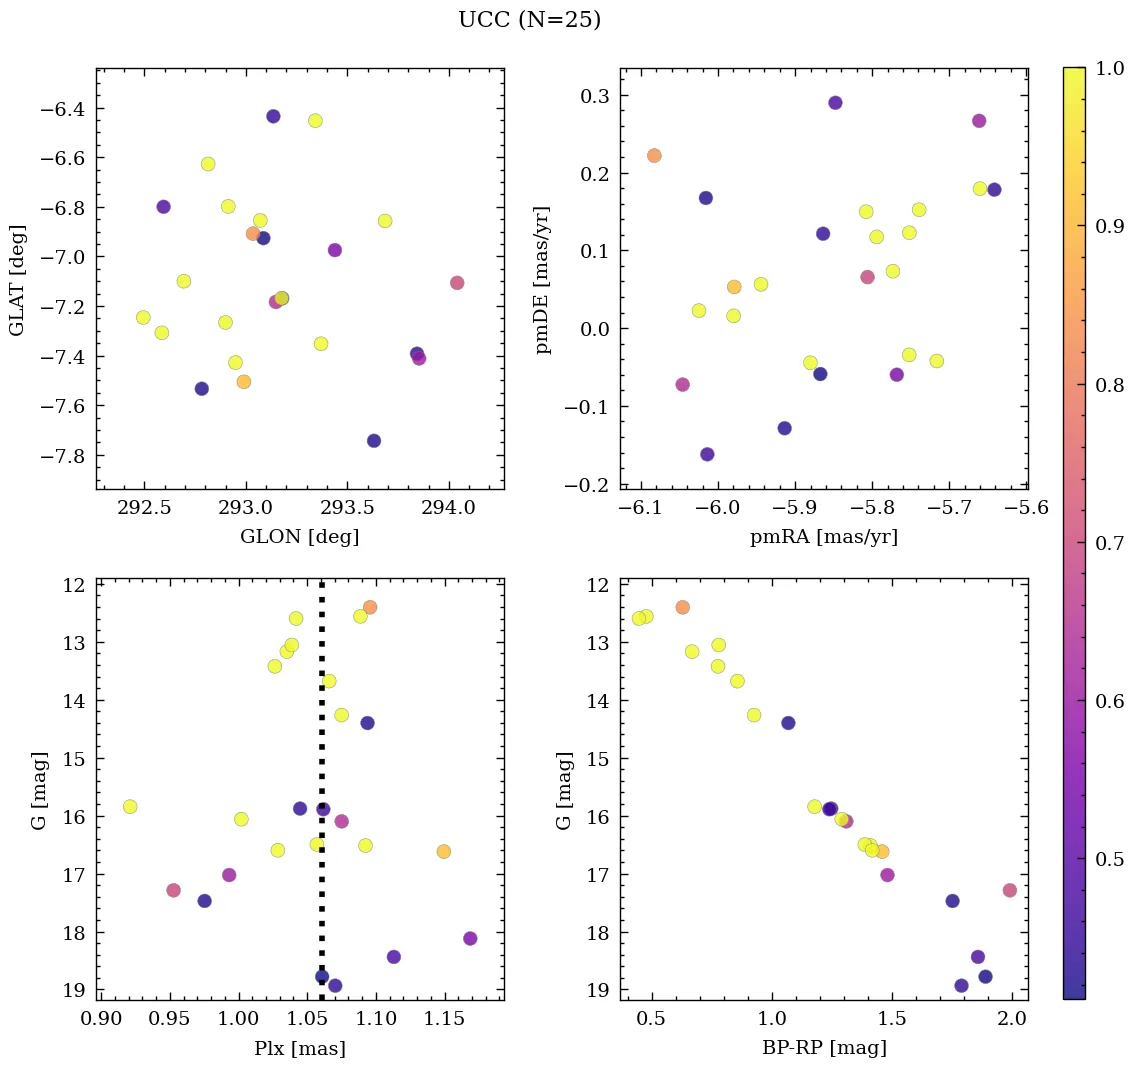 UCC (N=25)
−6.4
−6.6
−6.8
−7.0
−7.2
−7.4
−7.6
−7.8
GLAT [deg]
292.5 293.0 293.5 294.0
GLON [deg]
0.3
0.2
0.1
0.0
−0.1
−0.2
pmDE [mas/yr]
−6.1 −6.0 −5.9 −5.8 −5.7 −5.6
pmRA [mas/yr]
12
13
14
15
16
17
18
19
G [mag]
0.90 0.95 1.00 1.05 1.10 1.15
Plx [mas]
12
13
14
15
16
17
18
19
G [mag]
0.5 1.0 1.5 2.0
BP-RP [mag]
1.0
0.9
0.8
0.7
0.6
0.5